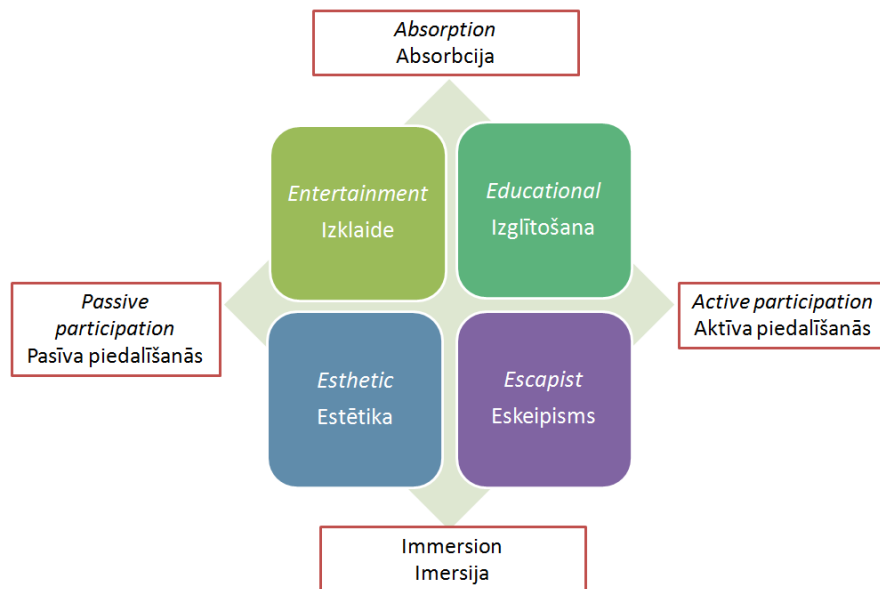 Absorption
Absorbcija
Entertainment
Izklaide
Educational
Izglītošana
Passive
participation
Pasīva piedalīšanās
Active participation
Aktīva piedalīšanās
Esthetic
Estētika
Escapist
Eskeipisms
Immersion
Imersija